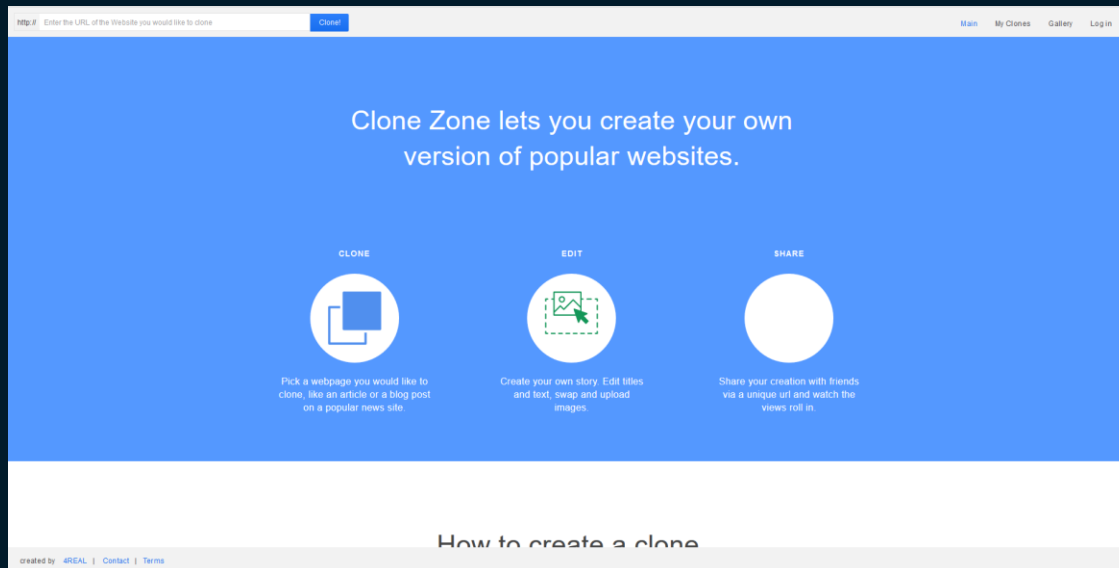 http:// Enter the URL of the Website you would like to clone Clone! Main My Clones Gallery Log in
Clone Zone lets you create your own
version of popular websites.
CLONE
Pick a webpage you would like to
clone, like an article or a blog post
on a popular news site.
EDIT
Create your own story. Edit titles
and text, swap and upload
images.
SHARE
Share your creation with friends
via a unique url and watch the
views roll in.
How to create a clone
created by 4REAL | Contact | Terms